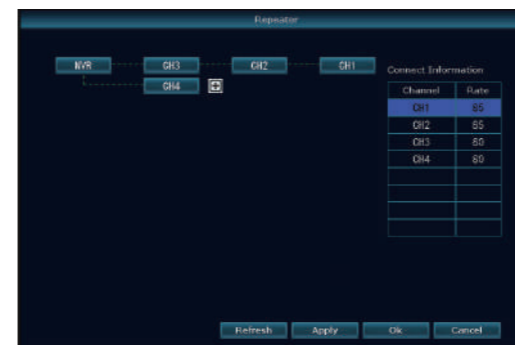 Repeater
NVR CH3 CH2 CH1
CH4
Connect Information
Channel Rate
CH1 65
CH2 65
CH3 60
CH4 60
Refresh Apply Ok Cancel